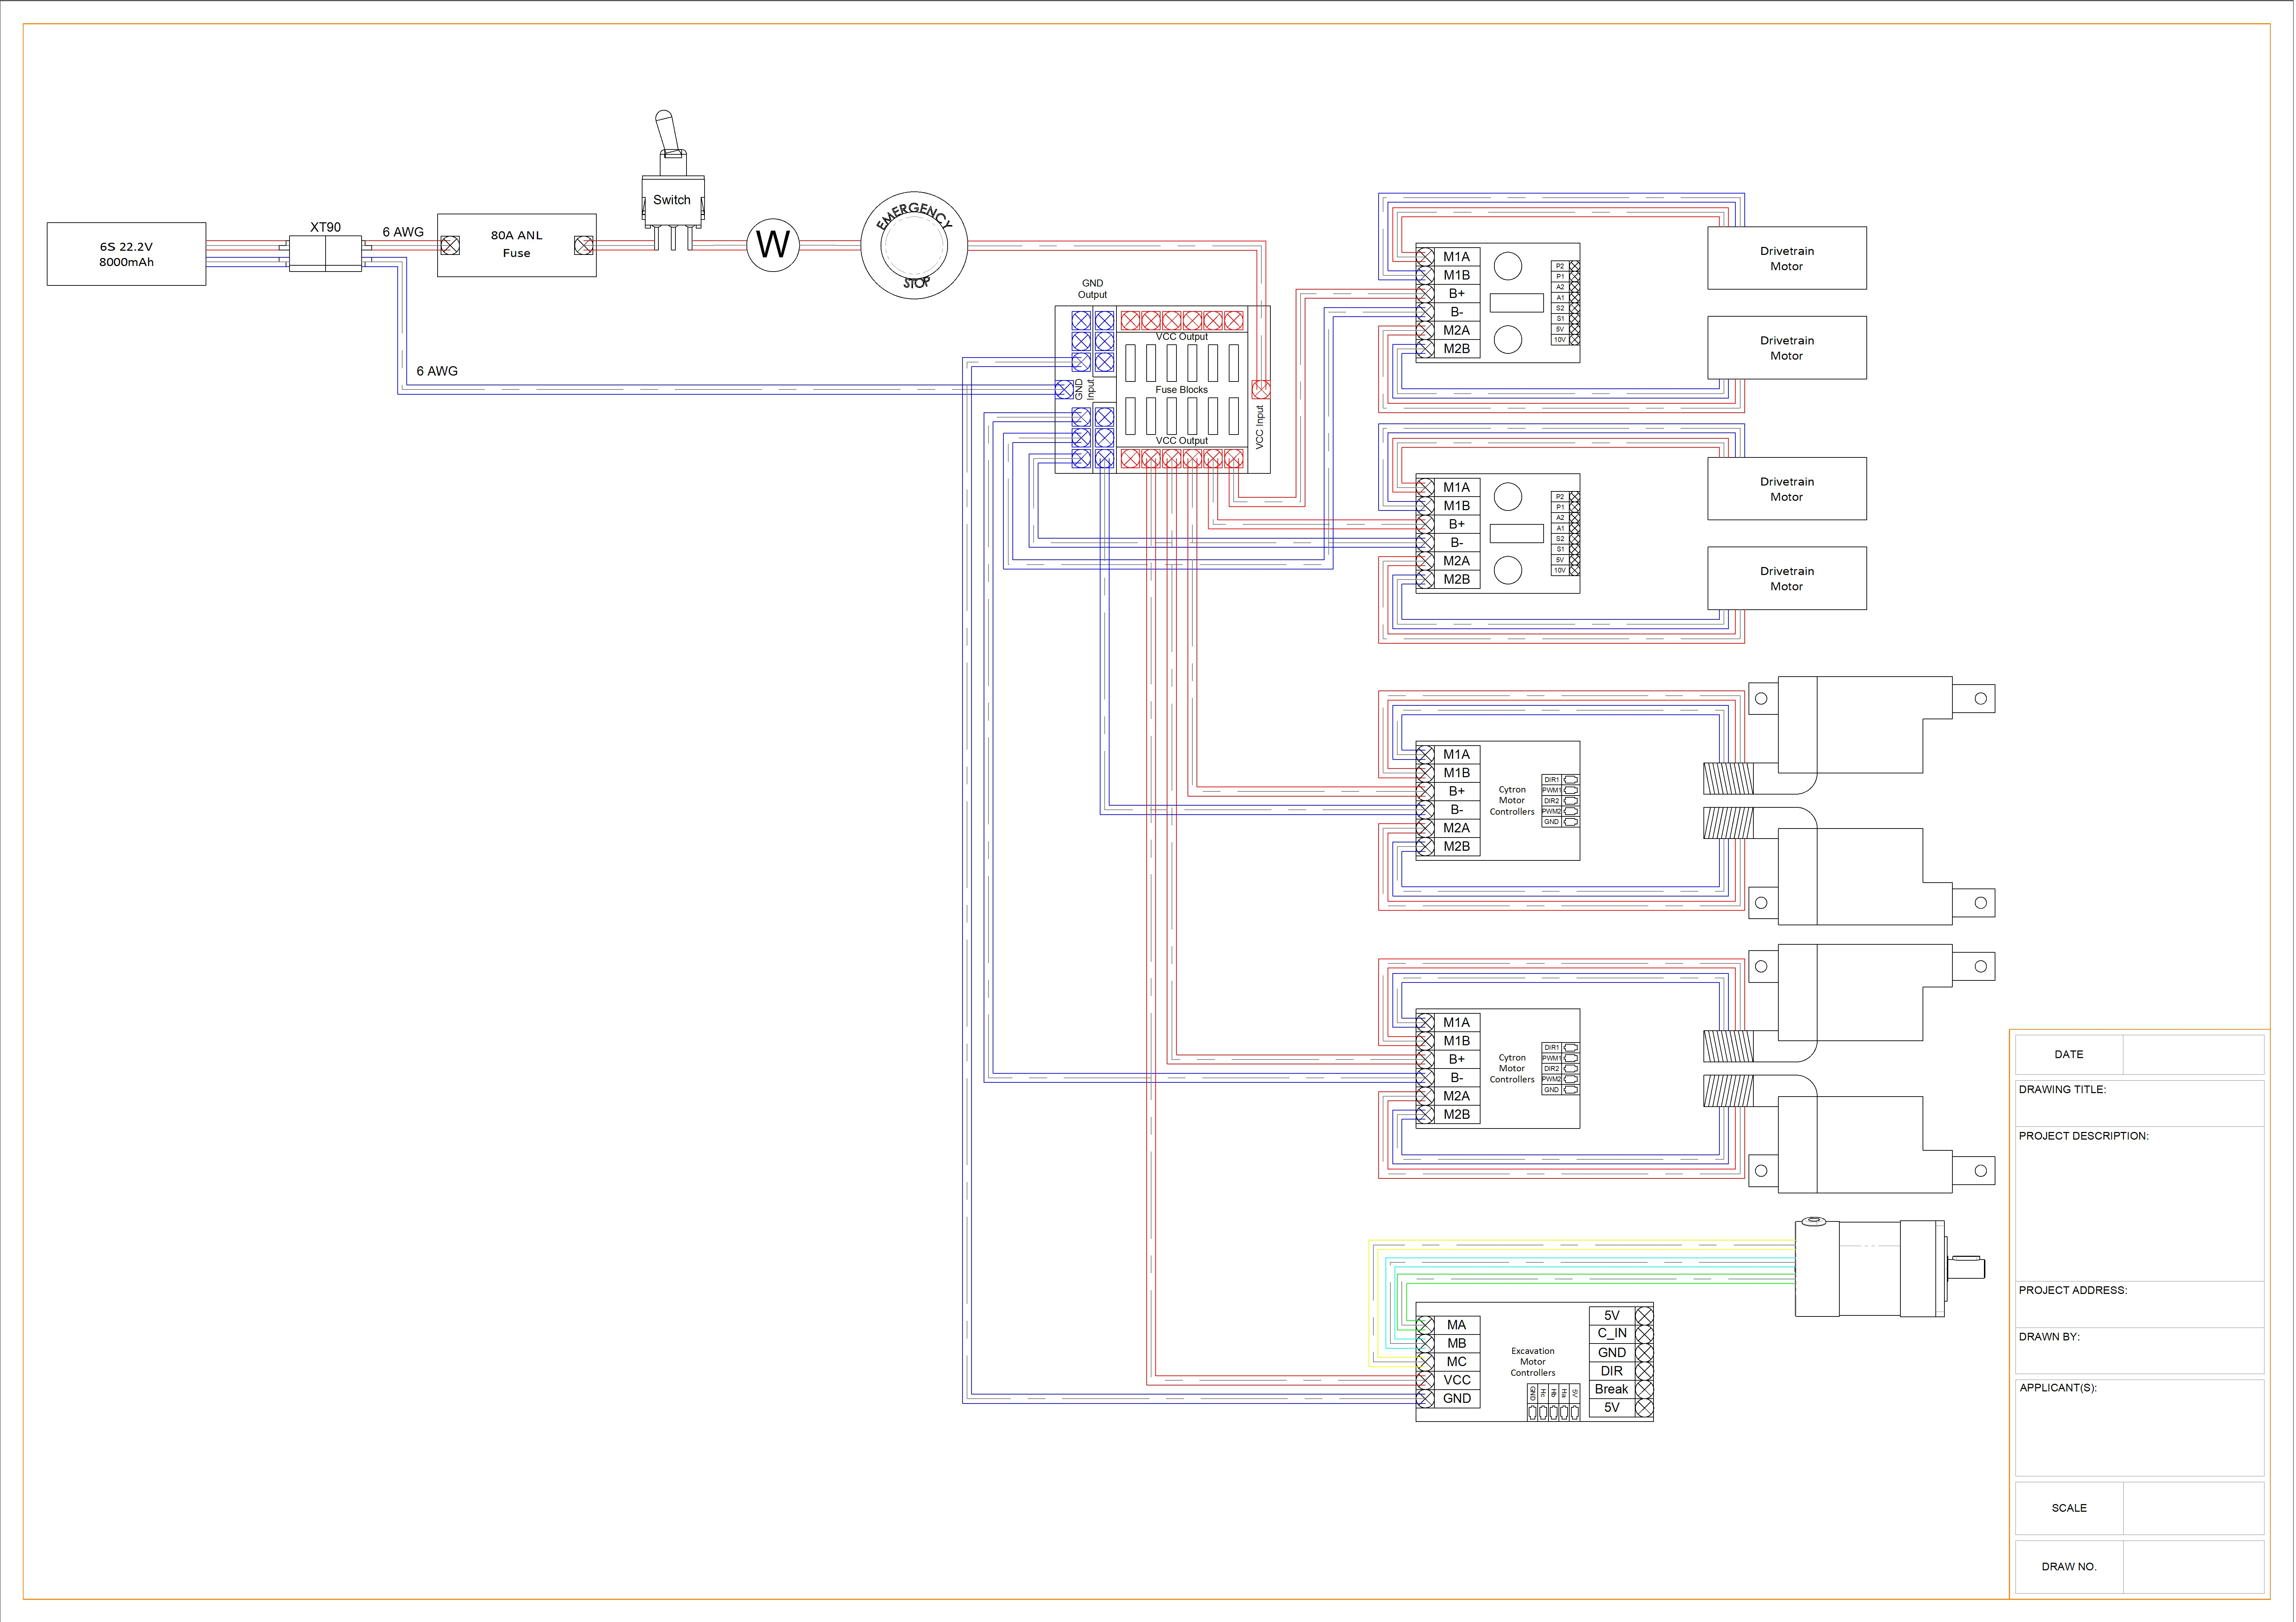 6S 22.2V
8000mAh
XT90
6 AWG
80A ANL
Fuse
Switch
W
EMERGENCY
STOP
6 AWG
GND
Output
VCC Output
GND
Input
Fuse Blocks
VCC Output
VCC Input
M1A
M1B
B+
B-
M2A
M2B
P2
P1
A2
A1
S2
S1
5V
10V
Drivetrain
Motor
Drivetrain
Motor
M1A
M1B
B+
B-
M2A
M2B
P2
P1
A2
A1
S2
S1
5V
10V
Drivetrain
Motor
Drivetrain
Motor
M1A
M1B
B+
B-
M2A
M2B
Cytron
Motor
Controllers
DIR1
PWM1
DIR2
PWM2
GND
M1A
M1B
B+
B-
M2A
M2B
Cytron
Motor
Controllers
DIR1
PWM1
DIR2
PWM2
GND
MA
MB
MC
VCC
GND
Excavation
Motor
Controllers
GND
Hc
Hb
Ha
5V
5V
C_IN
GND
DIR
Break
5V
DATE
DRAWING TITLE:
PROJECT DESCRIPTION:
PROJECT ADDRESS:
DRAWN BY:
APPLICANT(S):
SCALE
DRAW NO.